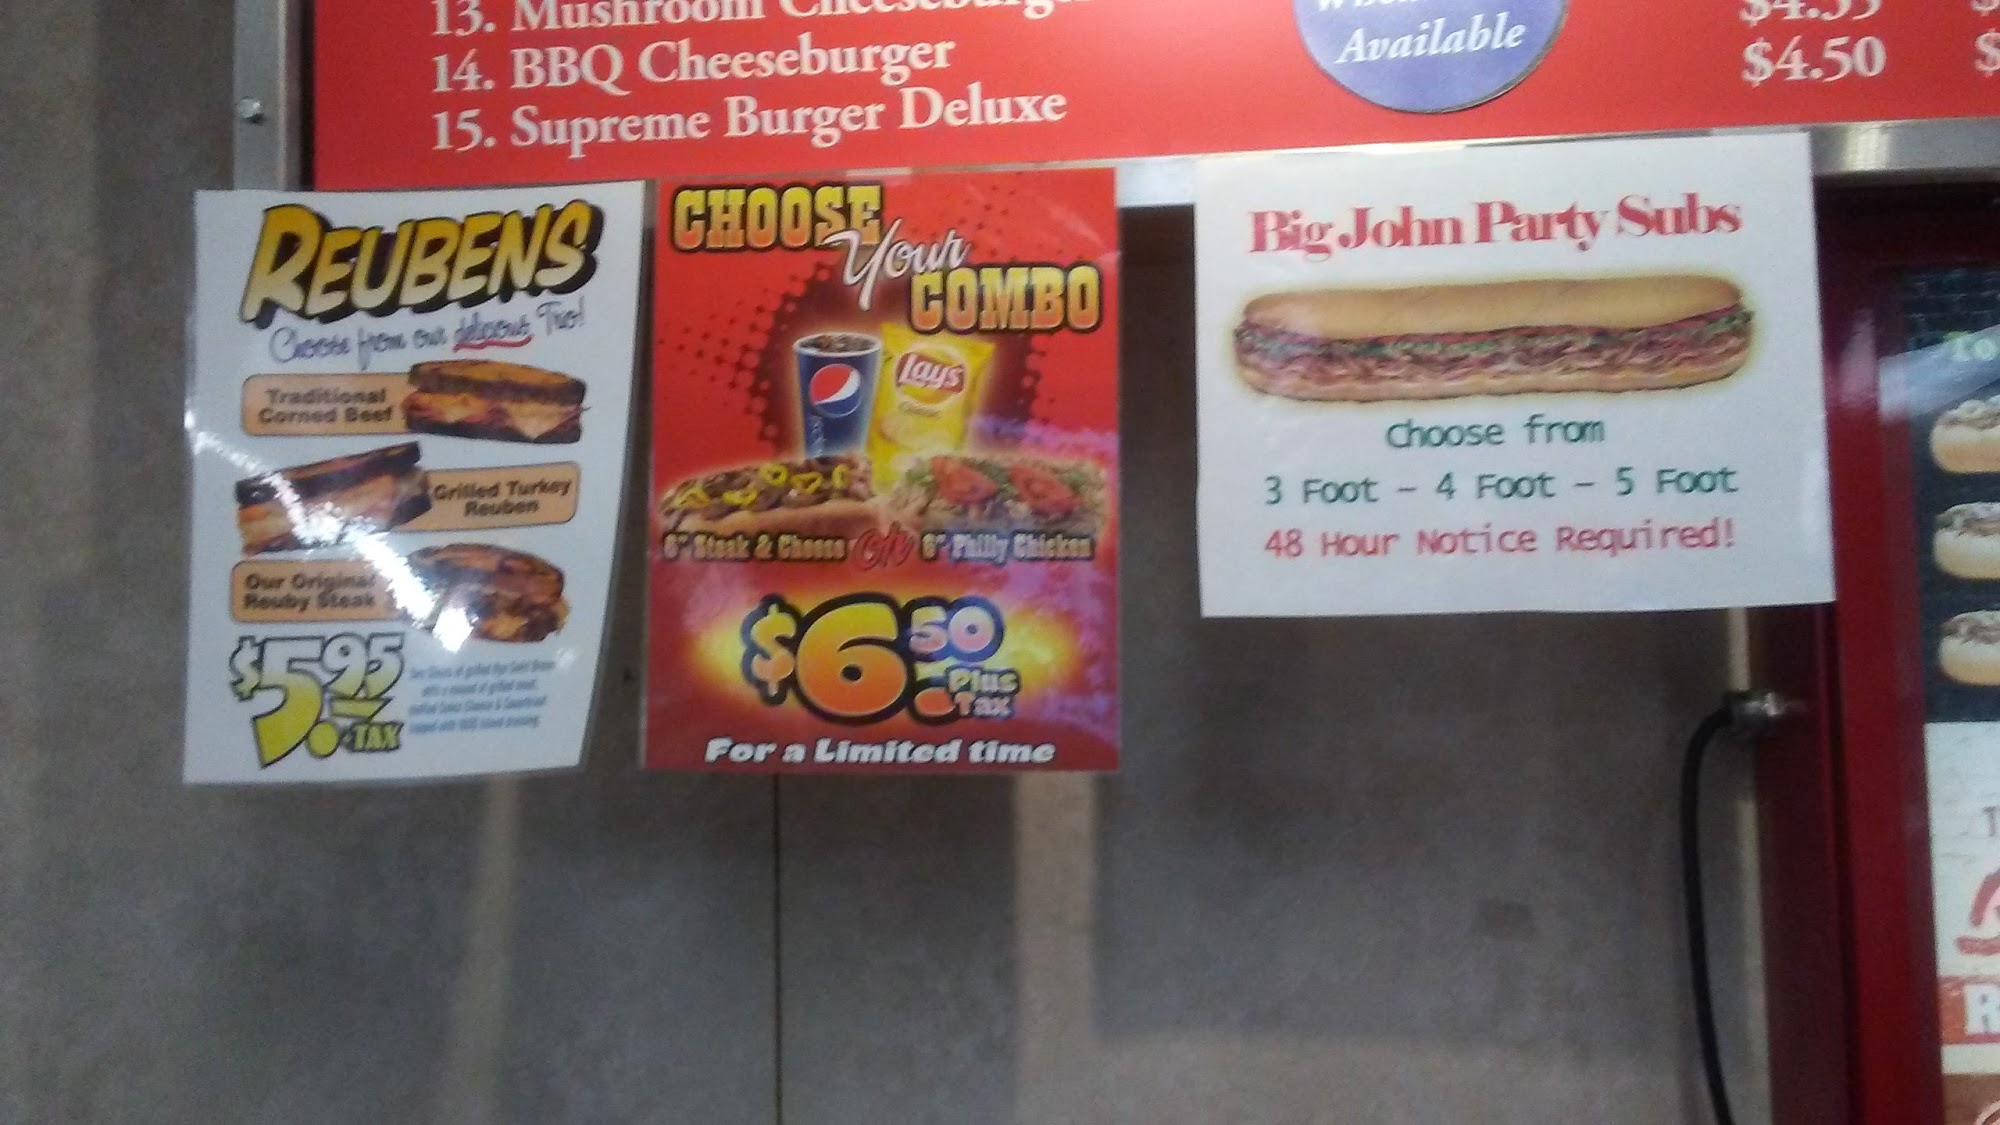 13. Mushroom Cheeseburger
14. BBQ Cheeseburger
15. Supreme Burger Deluxe
Available
$4.50
REUBENS
Choose from our delicious Trio!
Traditional
Corned Beef
Grilled Turkey
Reuben
Our Original
Reuby Steak
$5.95
+TAX
CHOOSE
Your
COMBO
Lay's
Classic
pepsi
6" Steak & Cheese OR 6" Philly Chicken
$6.50
Plus
Tax
For a Limited time
Big John Party Subs
Choose from
3 Foot - 4 Foot - 5 Foot
48 Hour Notice Required!